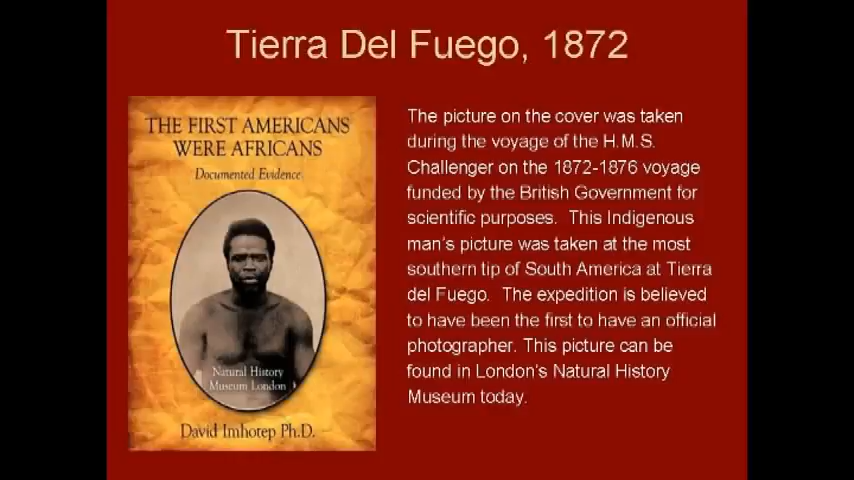 Tierra Del Fuego, 1872
THE FIRST AMERICANS
WERE AFRICANS
Documented Evidence
Natural History
Museum London
David Imhotep Ph.D.
The picture on the cover was taken
during the voyage of the H.M.S.
Challenger on the 1872-1876 voyage
funded by the British Government for
scientific purposes.  This Indigenous
man's picture was taken at the most
southern tip of South America at Tierra
del Fuego.  The expedition is believed
to have been the first to have an official
photographer. This picture can be
found in London's Natural History
Museum today.